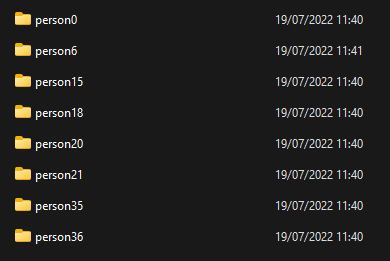 person0 19/07/2022 11:40
person6 19/07/2022 11:41
person15 19/07/2022 11:40
person18 19/07/2022 11:40
person20 19/07/2022 11:40
person21 19/07/2022 11:40
person35 19/07/2022 11:40
person36 19/07/2022 11:40